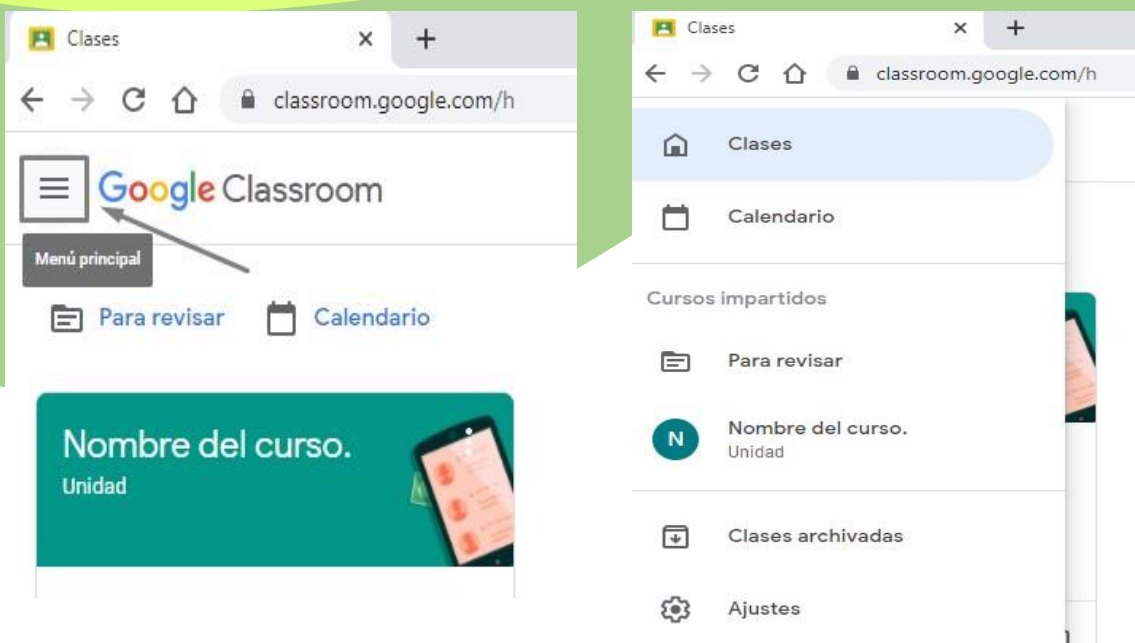 Clases
classroom.google.com/h
Google Classroom
Menú principal
Para revisar
Calendario
Nombre del curso.
Unidad
Clases
classroom.google.com/h
Clases
Calendario
Cursos impartidos
Para revisar
N
Nombre del curso.
Unidad
Clases archivadas
Ajustes